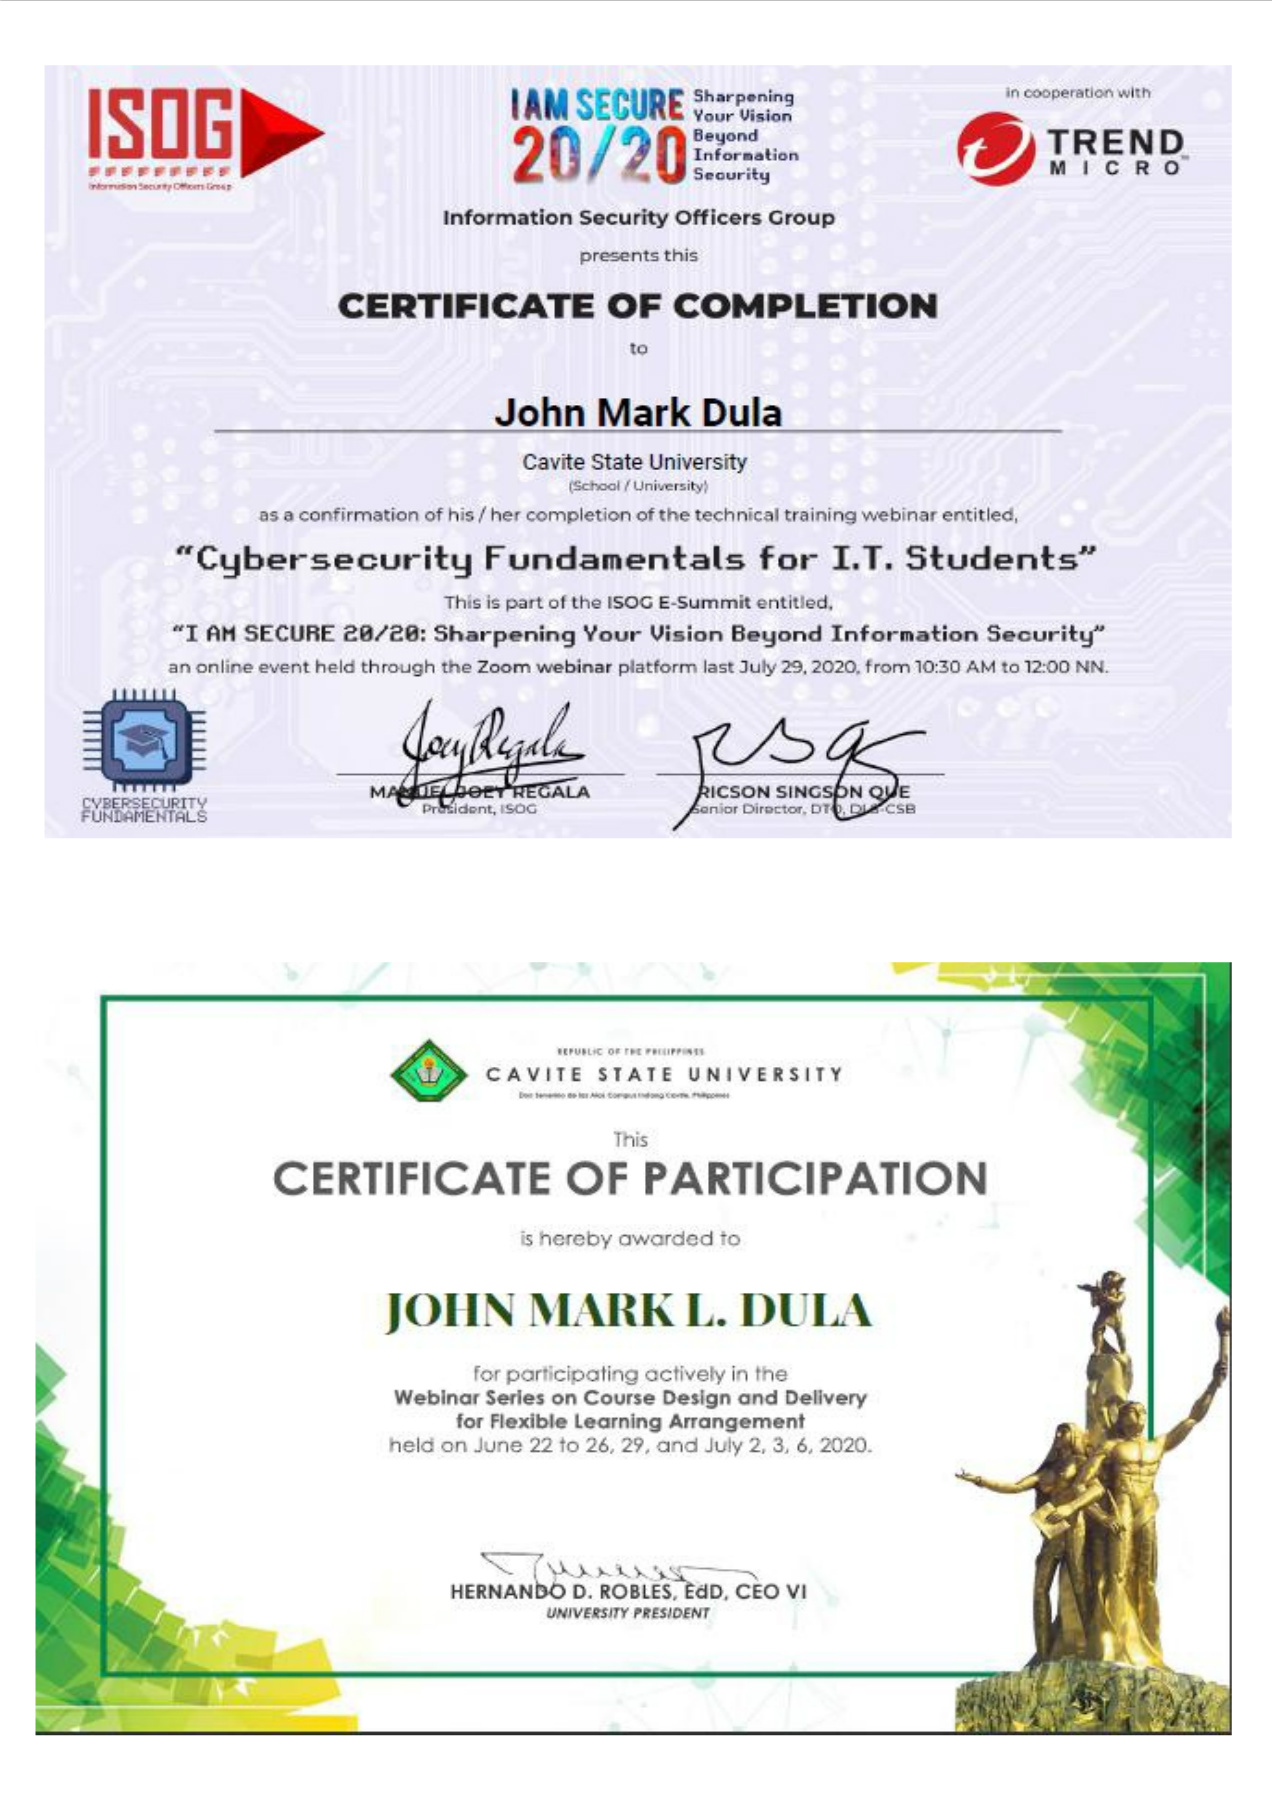 ISOG
Information Security Officers Group
I AM SECURE
20/20
Sharpening
Your Vision
Beyond
Information
Security
in cooperation with
TREND
MICRO™
Information Security Officers Group
presents this
CERTIFICATE OF COMPLETION
to
John Mark Dula
Cavite State University
(School / University)
as a confirmation of his / her completion of the technical training webinar entitled,
“Cybersecurity Fundamentals for I.T. Students”
This is part of the ISOG E-Summit entitled,
“I AM SECURE 20/20: Sharpening Your Vision Beyond Information Security”
an online event held through the Zoom webinar platform last July 29, 2020, from 10:30 AM to 12:00 NN.
CYBERSECURITY
FUNDAMENTALS
Joey Regala
MANUEL JOEY REGALA
President, ISOG
RICSON SINGSON QUE
Senior Director, DTO, DLS-CSB
REPUBLIC OF THE PHILIPPINES
CAVITE STATE UNIVERSITY
Don Severino de las Alas Campus Indang Cavite, Philippines
This
CERTIFICATE OF PARTICIPATION
is hereby awarded to
JOHN MARK L. DULA
for participating actively in the
Webinar Series on Course Design and Delivery
for Flexible Learning Arrangement
held on June 22 to 26, 29, and July 2, 3, 6, 2020.
HERNANDO D. ROBLES, EdD, CEO VI
UNIVERSITY PRESIDENT